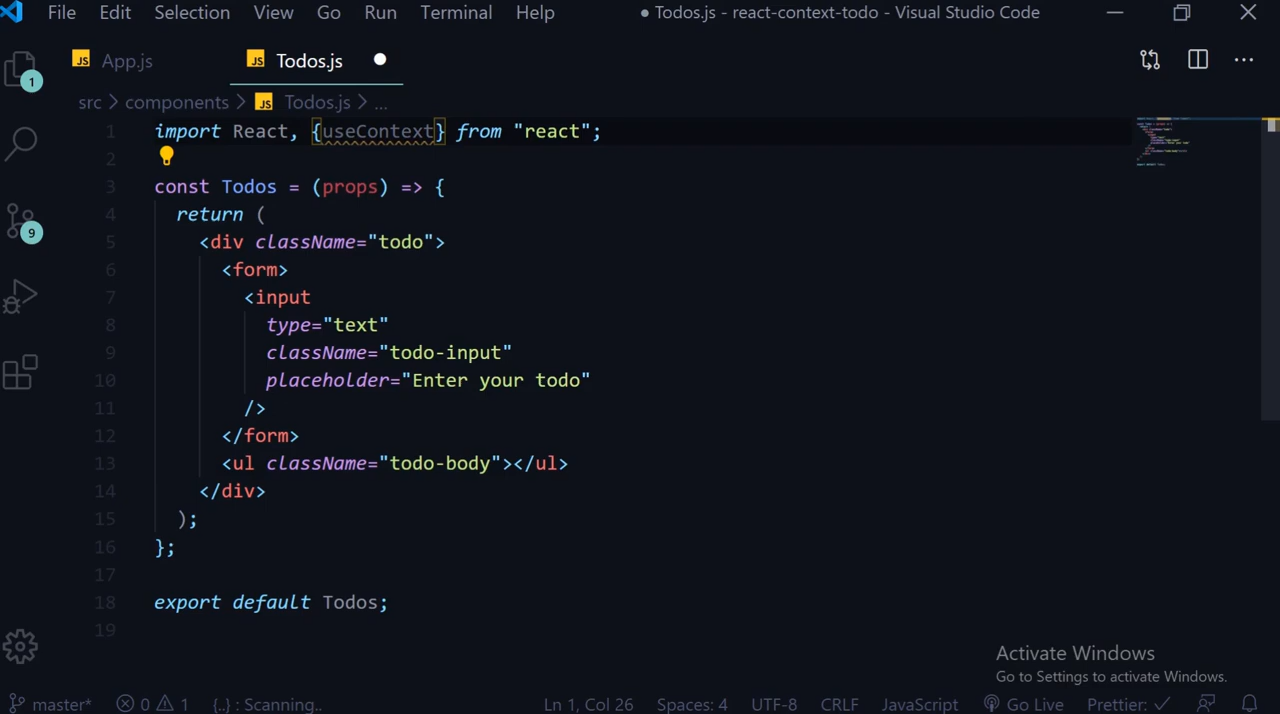 File Edit Selection View Go Run Terminal Help ● Todos.js - react-context-todo - Visual Studio Code
JS App.js JS Todos.js
src > components > JS Todos.js > ...
1 import React, {useContext} from "react";
2
3 const Todos = (props) => {
4 return (
5 <div className="todo">
6 <form>
7 <input
8 type="text"
9 className="todo-input"
10 placeholder="Enter your todo"
11 />
12 </form>
13 <ul className="todo-body"></ul>
14 </div>
15 );
16 };
17
18 export default Todos;
19
1
9
Activate Windows
Go to Settings to activate Windows.
master* 0 1 {..} : Scanning.. Ln 1, Col 26 Spaces: 4 UTF-8 CRLF JavaScript Go Live Prettier: ✓